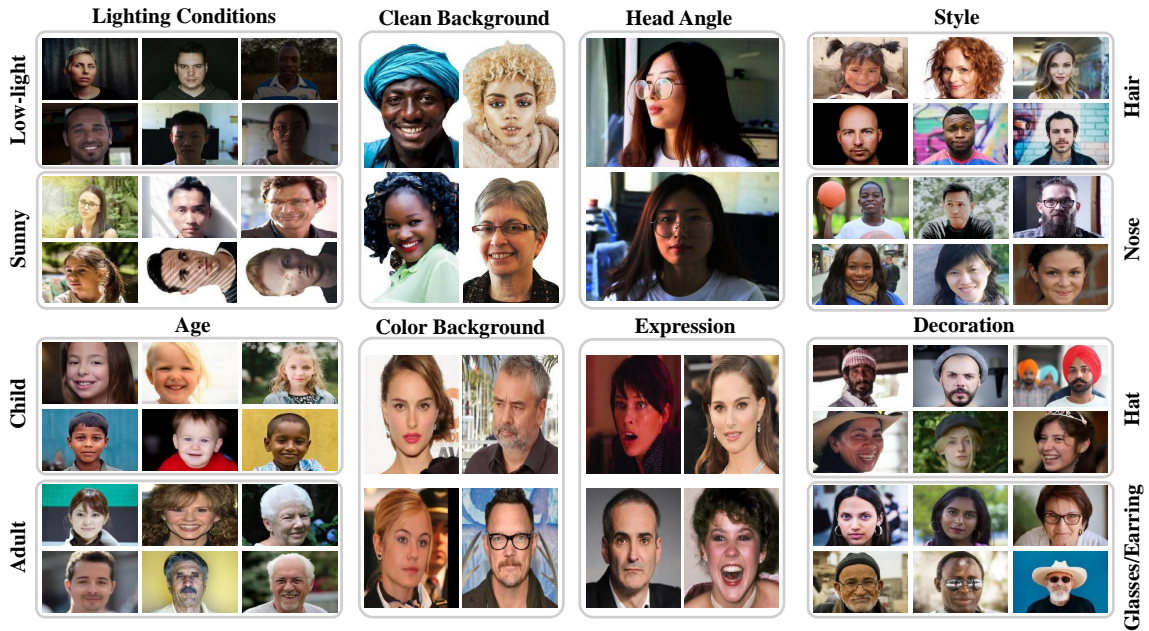 Lighting Conditions
Clean Background
Head Angle
Style
Low-light
Sunny
Hair
Nose
Age
Color Background
Expression
Decoration
Child
Adult
Hat
Glasses/Earring